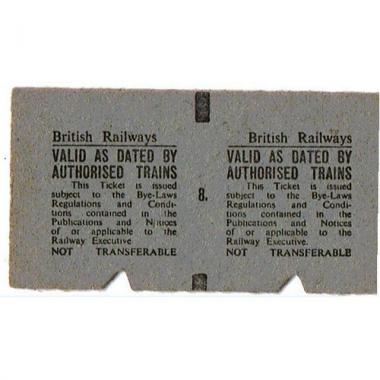 British Railways
VALID AS DATED BY
AUTHORISED TRAINS
This Ticket is issued
subject to the Bye-Laws
Regulations and Condi-
tions contained in the
Publications and Notices
of or applicable to the
Railway Executive
NOT TRANSFERABLE
8.
British Railways
VALID AS DATED BY
AUTHORISED TRAINS
This Ticket is issued
subject to the Bye-Laws
Regulations and Condi-
tions contained in the
Publications and Notices
of or applicable to the
Railway Executive.
NOT TRANSFERABLE